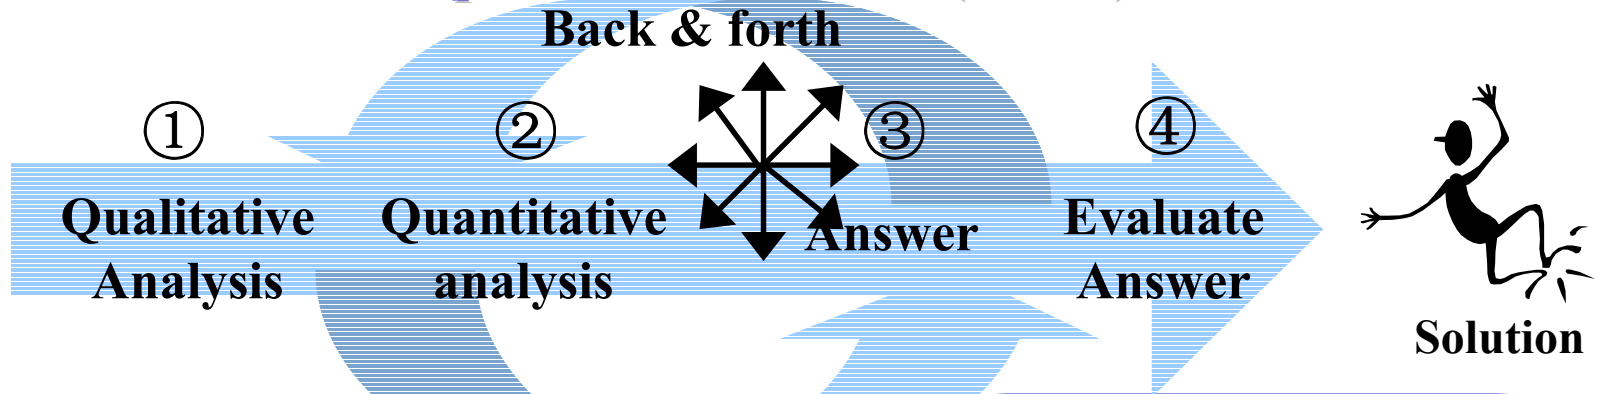 Back & forth
① ② ③ ④
Qualitative
Analysis
Quantitative
analysis
Answer
Evaluate
Answer
Solution